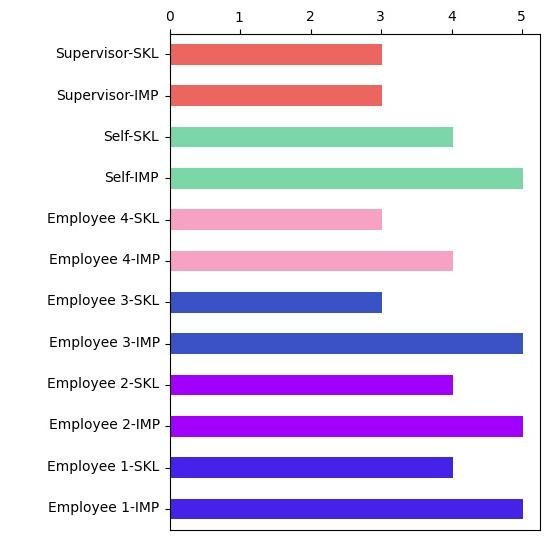 0 1 2 3 4 5
Supervisor-SKL
Supervisor-IMP
Self-SKL
Self-IMP
Employee 4-SKL
Employee 4-IMP
Employee 3-SKL
Employee 3-IMP
Employee 2-SKL
Employee 2-IMP
Employee 1-SKL
Employee 1-IMP